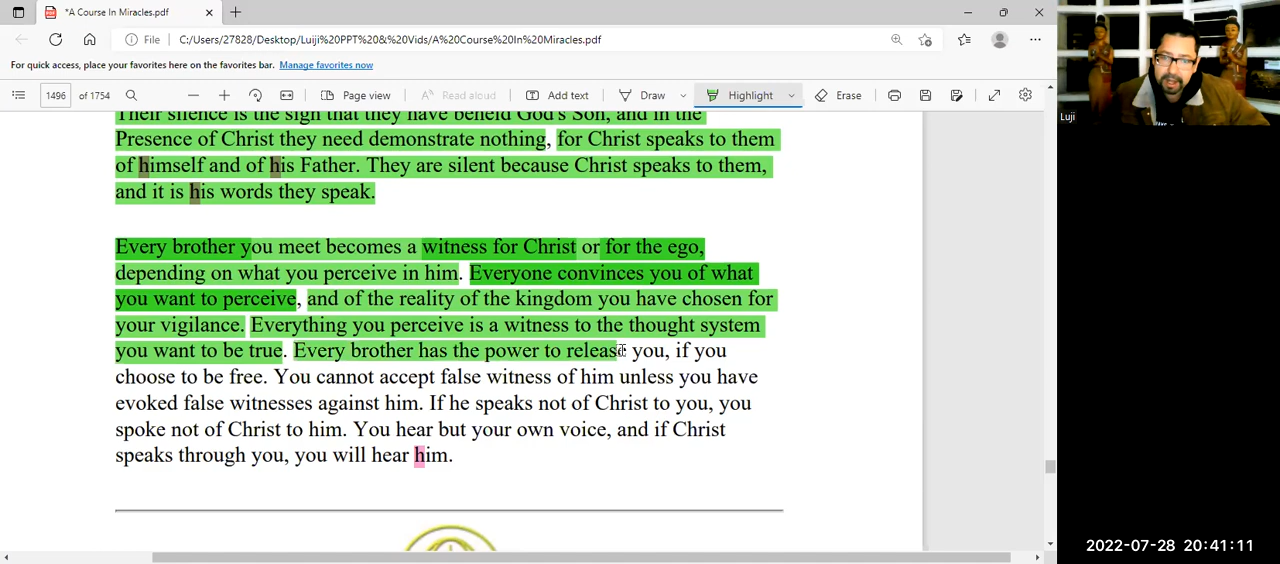 *A Course In Miracles.pdf
File
C:/Users/27828/Desktop/Luiji%20PPT%20&%20Vids/A%20Course%20In%20Miracles.pdf
For quick access, place your favorites here on the favorites bar. Manage favorites now
1496 of 1754
Page view
Read aloud
Add text
Draw
Highlight
Erase
Luji
Their silence is the sign that they have beheld God's Son, and in the
Presence of Christ they need demonstrate nothing, for Christ speaks to them
of himself and of his Father. They are silent because Christ speaks to them,
and it is his words they speak.
Every brother you meet becomes a witness for Christ or for the ego,
depending on what you perceive in him. Everyone convinces you of what
you want to perceive, and of the reality of the kingdom you have chosen for
your vigilance. Everything you perceive is a witness to the thought system
you want to be true. Every brother has the power to release you, if you
choose to be free. You cannot accept false witness of him unless you have
evoked false witnesses against him. If he speaks not of Christ to you, you
spoke not of Christ to him. You hear but your own voice, and if Christ
speaks through you, you will hear him.
2022-07-28 20:41:11